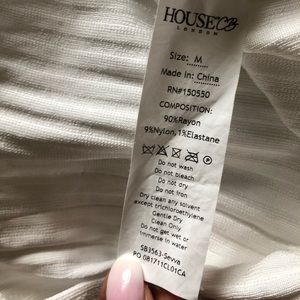 HOUSE OF CB
LONDON
Size: M
Made in: China
RN#150550
COMPOSITION:
90%Rayon
9%Nylon,1%Elastane
Do not wash
Do not bleach
Do not dry
Do not iron
Dry clean any solvent
except trichloroethylene
Gentle Dry
Clean Only
Do not get wet or
immerse in water
SB3563-Sevva
PO 081711CL01CA